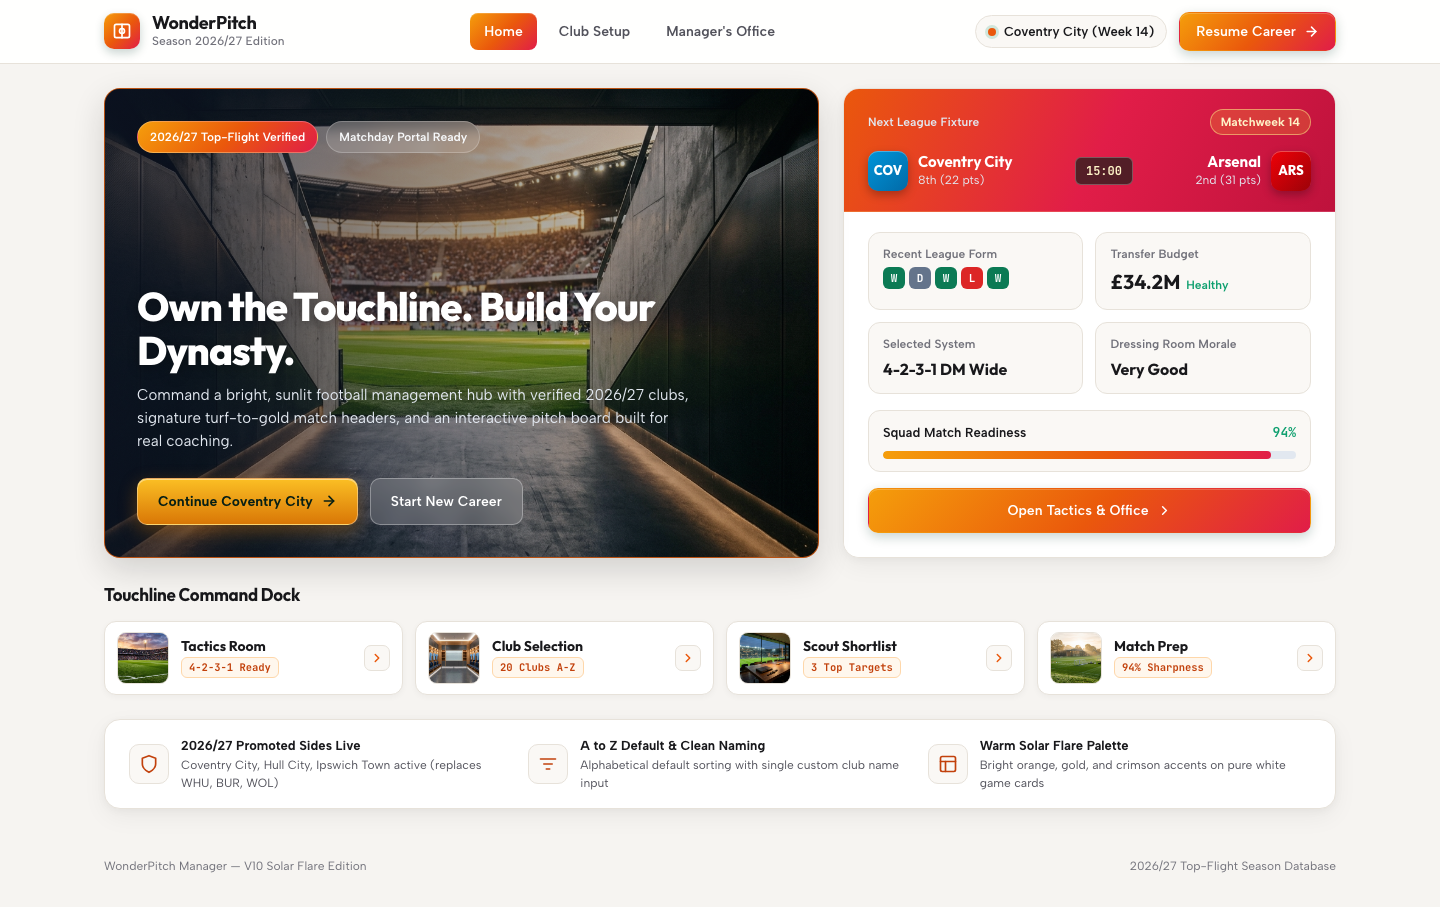 WonderPitch
Season 2026/27 Edition
Home
Club Setup
Manager's Office
Coventry City (Week 14)
Resume Career
2026/27 Top-Flight Verified
Matchday Portal Ready
Own the Touchline. Build Your
Dynasty.
Command a bright, sunlit football management hub with verified 2026/27 clubs,
signature turf-to-gold match headers, and an interactive pitch board built for
real coaching.
Continue Coventry City
Start New Career
Next League Fixture
Matchweek 14
COV
Coventry City
8th (22 pts)
15:00
Arsenal
2nd (31 pts)
ARS
Recent League Form
W D W L W
Transfer Budget
£34.2M Healthy
Selected System
4-2-3-1 DM Wide
Dressing Room Morale
Very Good
Squad Match Readiness
94%
Open Tactics & Office
Touchline Command Dock
Tactics Room
4-2-3-1 Ready
Club Selection
20 Clubs A-Z
Scout Shortlist
3 Top Targets
Match Prep
94% Sharpness
2026/27 Promoted Sides Live
Coventry City, Hull City, Ipswich Town active (replaces
WHU, BUR, WOL)
A to Z Default & Clean Naming
Alphabetical default sorting with single custom club name
input
Warm Solar Flare Palette
Bright orange, gold, and crimson accents on pure white
game cards
WonderPitch Manager — V10 Solar Flare Edition
2026/27 Top-Flight Season Database